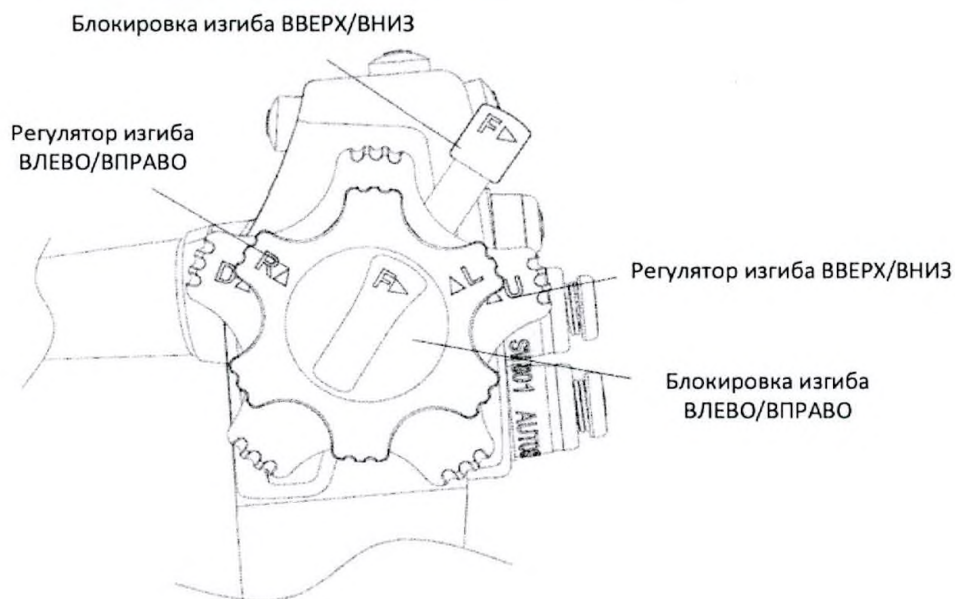 Блокировка изгиба ВВЕРХ/ВНИЗ
Регулятор изгиба
ВЛЕВО/ВПРАВО
F
D
R
F
L
U
Регулятор изгиба ВВЕРХ/ВНИЗ
Блокировка изгиба
ВЛЕВО/ВПРАВО